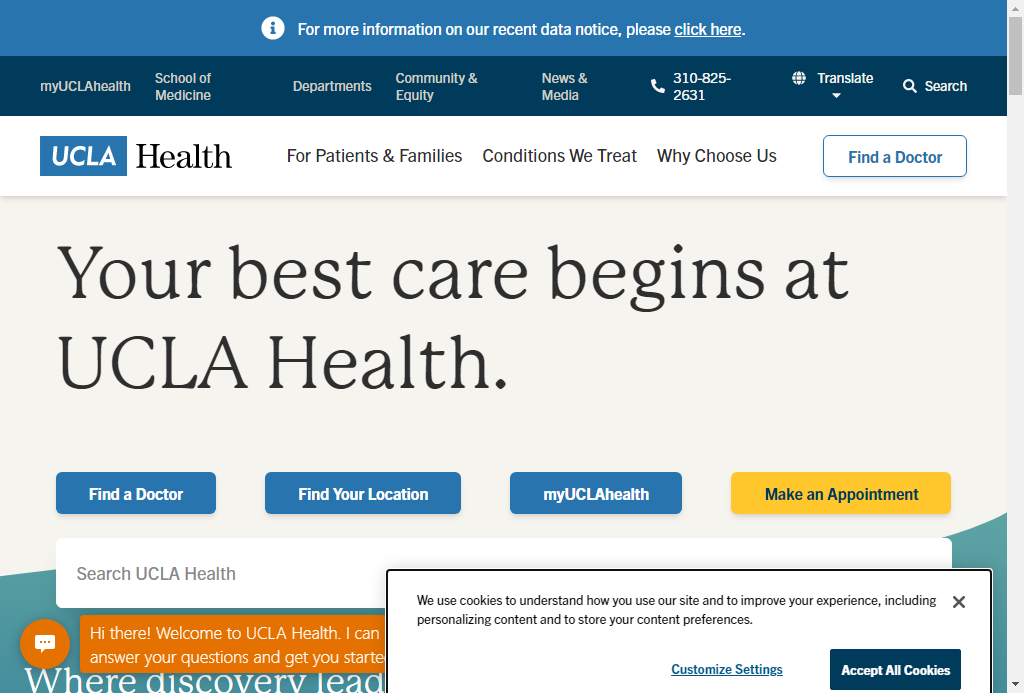 For more information on our recent data notice, please click here.
myUCLAhealth
School of
Medicine
Departments
Community &
Equity
News &
Media
310-825-
2631
Translate
Search
UCLA Health
For Patients & Families
Conditions We Treat
Why Choose Us
Find a Doctor
Your best care begins at
UCLA Health.
Find a Doctor
Find Your Location
myUCLAhealth
Make an Appointment
Search UCLA Health
We use cookies to understand how you use our site and to improve your experience, including
personalizing content and to store your content preferences.
Customize Settings
Accept All Cookies
Hi there! Welcome to UCLA Health. I can
answer your questions and get you starte
Where discovery lead